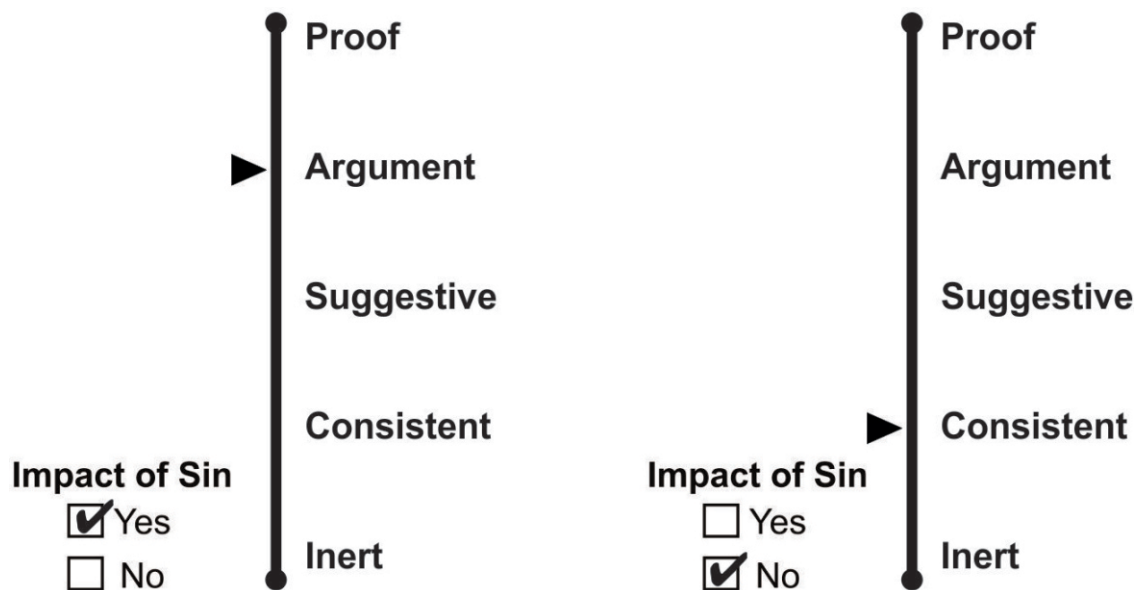 Proof
Argument
Suggestive
Consistent
Impact of Sin
Yes
No
Inert
Proof
Argument
Suggestive
Consistent
Impact of Sin
Yes
No
Inert